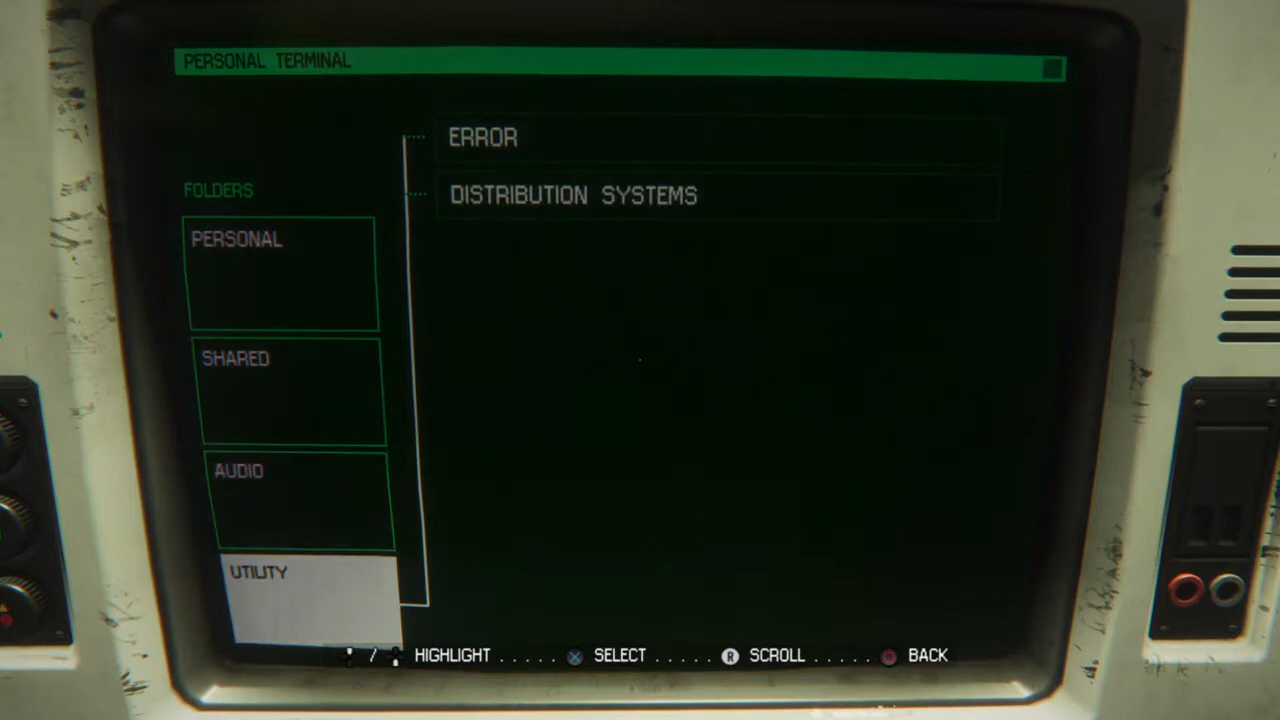 PERSONAL TERMINAL
ERROR
DISTRIBUTION SYSTEMS
FOLDERS
PERSONAL
SHARED
AUDIO
UTILITY
/ HIGHLIGHT ..... SELECT ..... R SCROLL ..... BACK